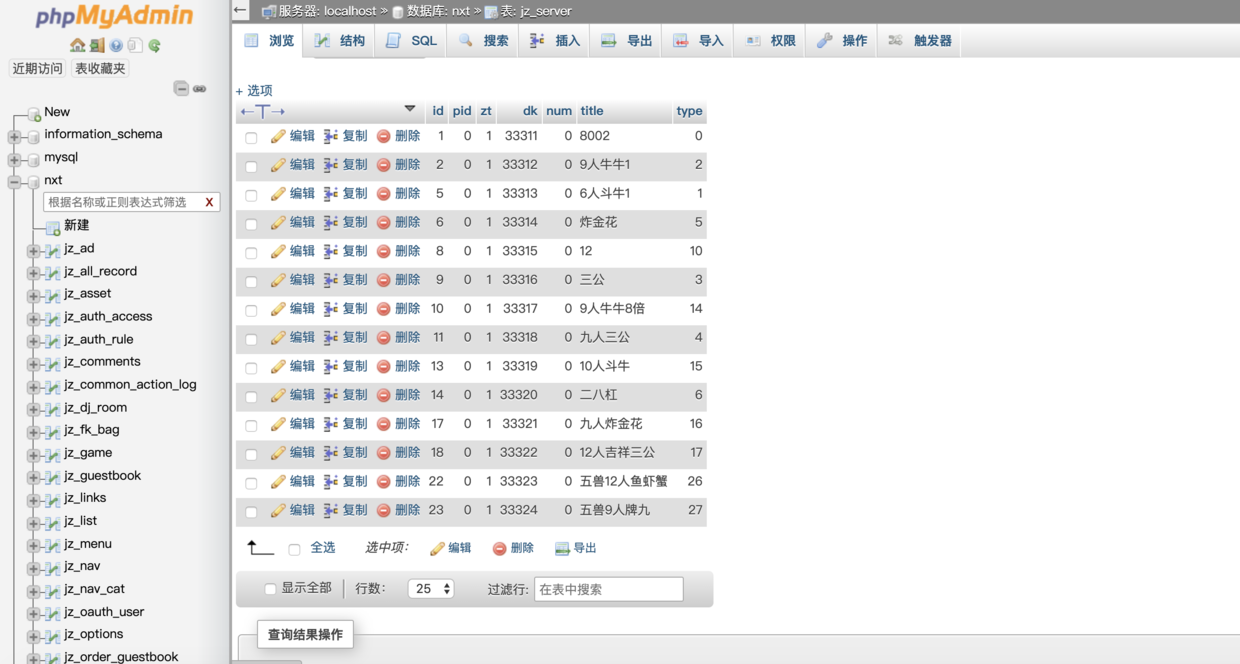 phpMyAdmin
近期访问 表收藏夹
New
information_schema
mysql
nxt
根据名称或正则表达式筛选 X
新建
jz_ad
jz_all_record
jz_asset
jz_auth_access
jz_auth_rule
jz_comments
jz_common_action_log
jz_dj_room
jz_fk_bag
jz_game
jz_guestbook
jz_links
jz_list
jz_menu
jz_nav
jz_nav_cat
jz_oauth_user
jz_options
jz_order_guestbook
← 服务器: localhost » 数据库: nxt » 表: jz_server
浏览 结构 SQL 搜索 插入 导出 导入 权限 操作 触发器
+ 选项
←T→ id pid zt dk num title type
编辑 复制 删除 1 0 1 33311 0 8002 0
编辑 复制 删除 2 0 1 33312 0 9人牛牛1 2
编辑 复制 删除 5 0 1 33313 0 6人斗牛1 1
编辑 复制 删除 6 0 1 33314 0 炸金花 5
编辑 复制 删除 8 0 1 33315 0 12 10
编辑 复制 删除 9 0 1 33316 0 三公 3
编辑 复制 删除 10 0 1 33317 0 9人牛牛8倍 14
编辑 复制 删除 11 0 1 33318 0 九人三公 4
编辑 复制 删除 13 0 1 33319 0 10人斗牛 15
编辑 复制 删除 14 0 1 33320 0 二八杠 6
编辑 复制 删除 17 0 1 33321 0 九人炸金花 16
编辑 复制 删除 18 0 1 33322 0 12人吉祥三公 17
编辑 复制 删除 22 0 1 33323 0 五兽12人鱼虾蟹 26
编辑 复制 删除 23 0 1 33324 0 五兽9人牌九 27
全选 选中项: 编辑 删除 导出
显示全部 行数: 25 过滤行: 在表中搜索
查询结果操作